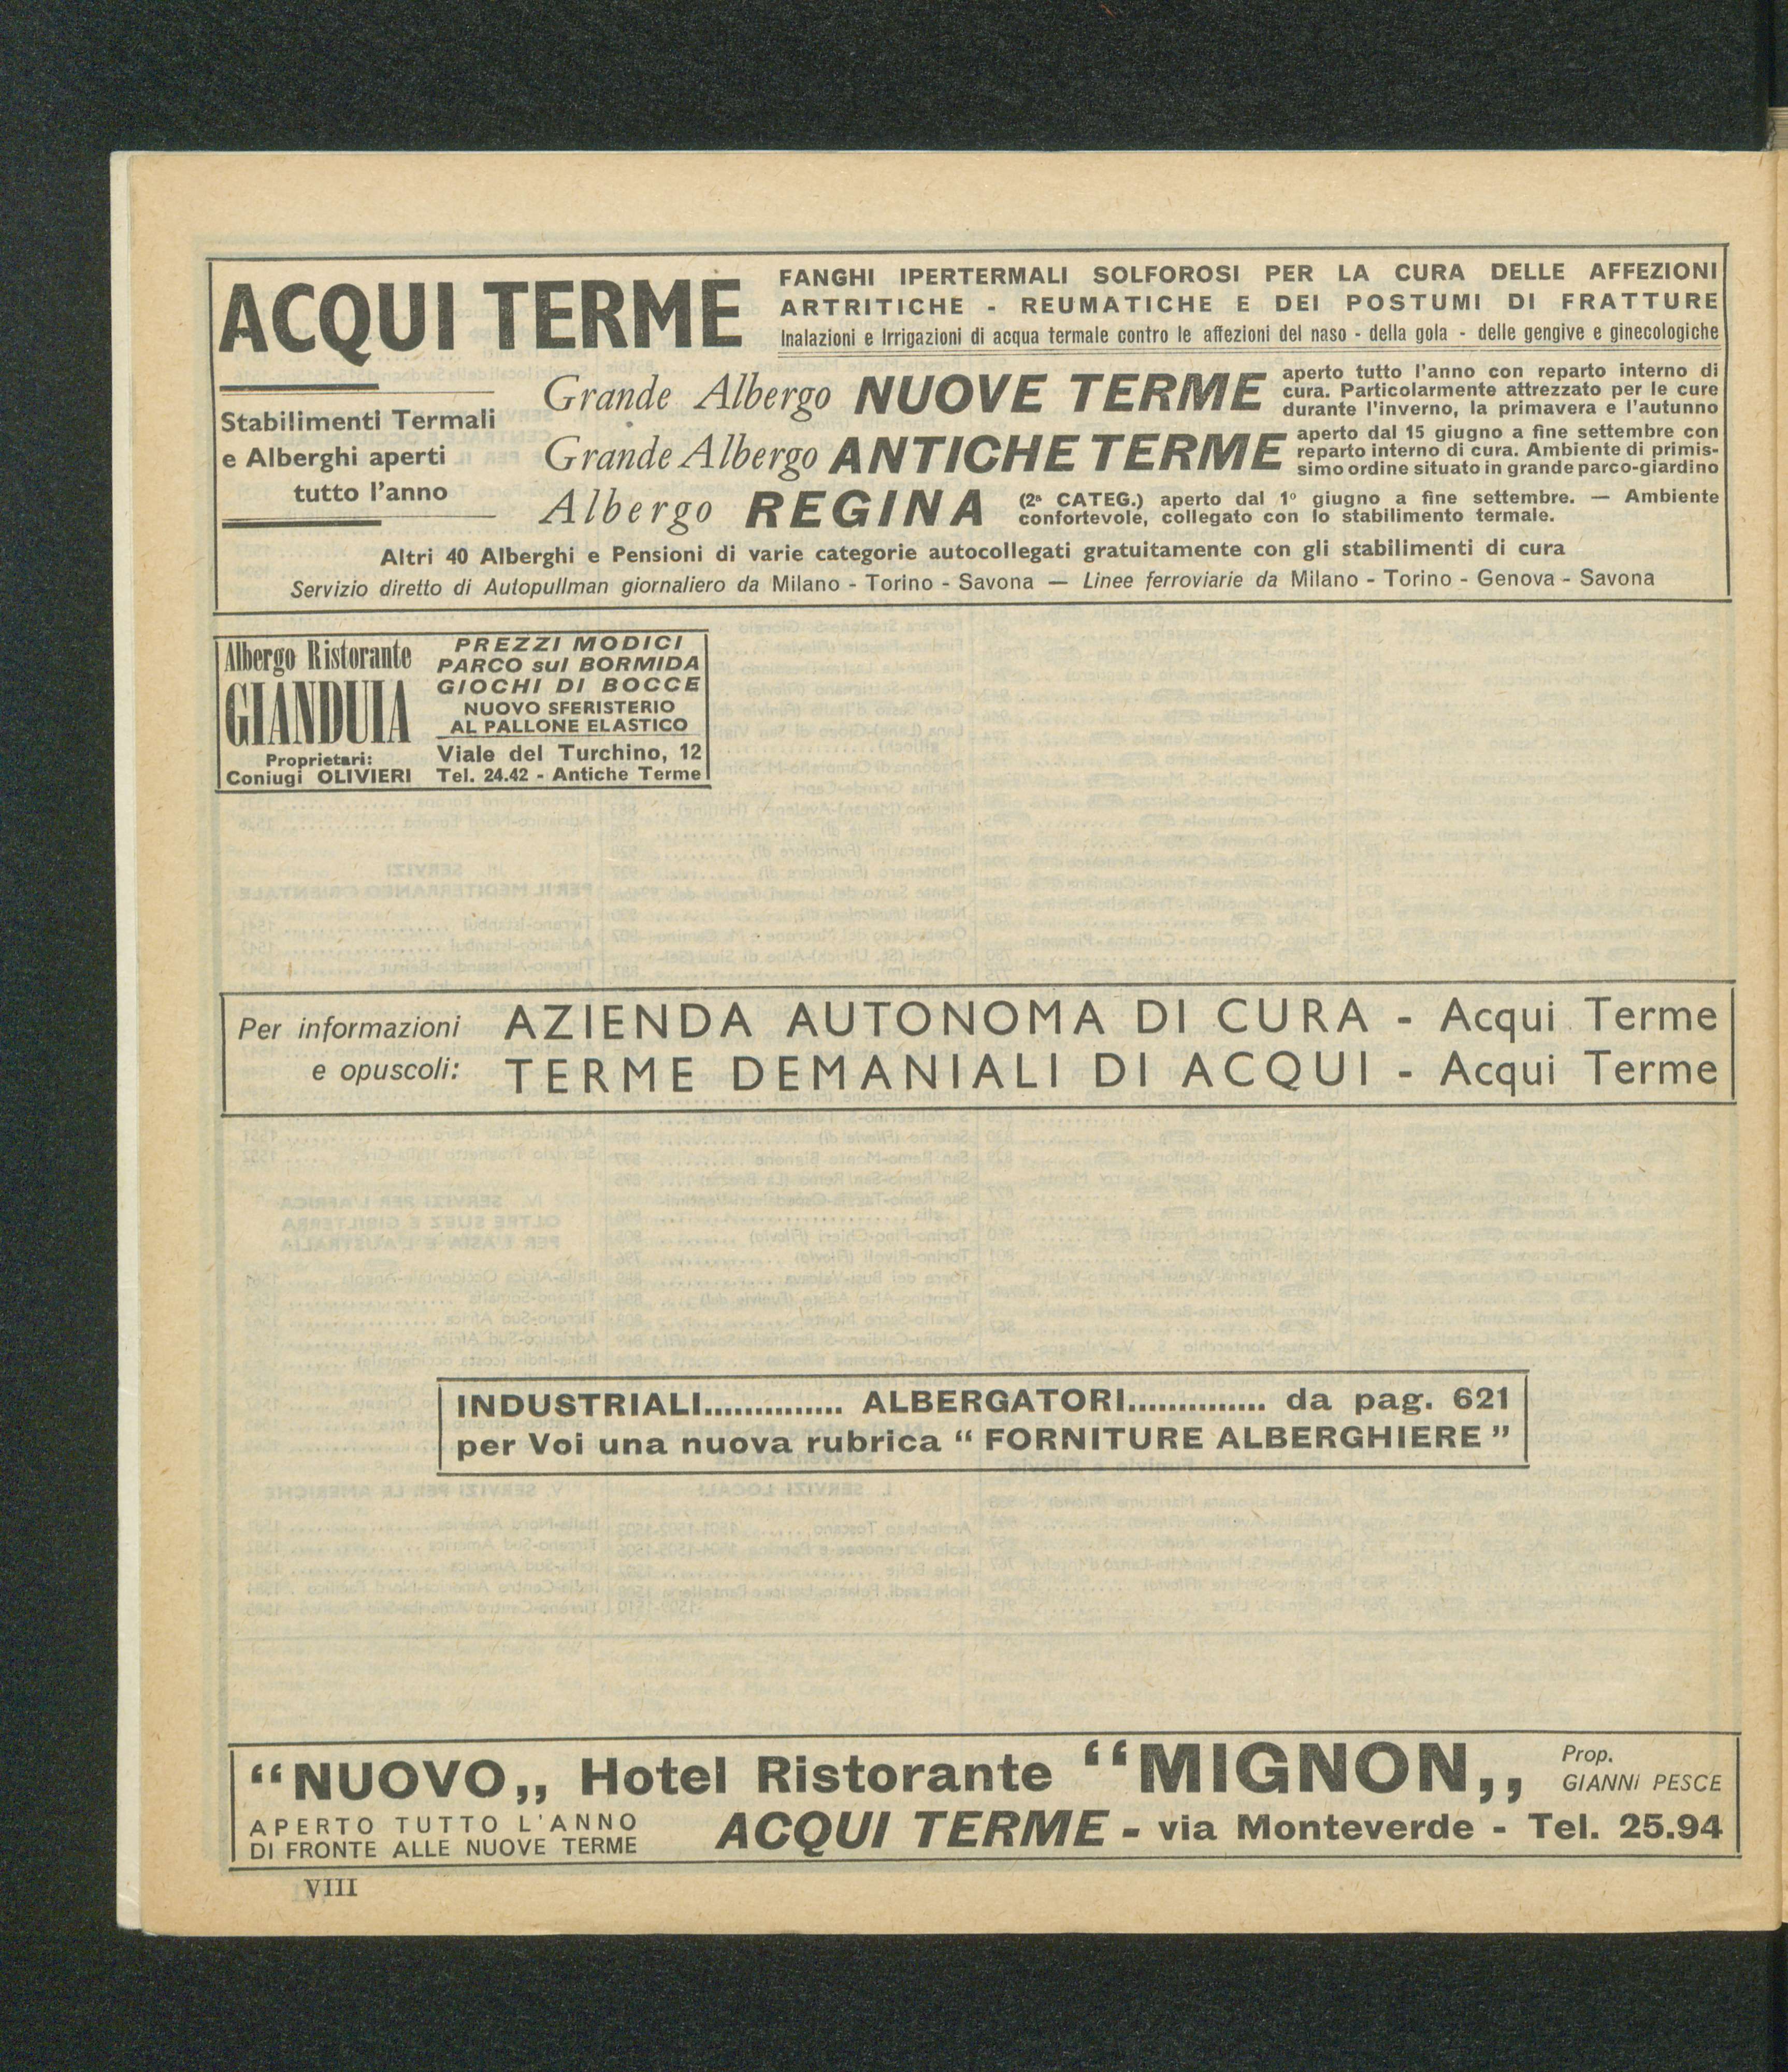 ACQUI TERME
FANGHI IPERTERMALI SOLFOROSI PER LA CURA DELLE AFFEZIONI
ARTRITICHE - REUMATICHE E DEI POSTUMI DI FRATTURE
Inalazioni e Irrigazioni di acqua termale contro le affezioni del naso - della gola - delle gengive e ginecologiche
Stabilimenti Termali
e Alberghi aperti
tutto l'anno
Grande Albergo NUOVE TERME
aperto tutto l'anno con reparto interno di
cura. Particolarmente attrezzato per le cure
durante l'inverno, la primavera e l'autunno
Grande Albergo ANTICHE TERME
aperto dal 15 giugno a fine settembre con
reparto interno di cura. Ambiente di primis-
simo ordine situato in grande parco-giardino
Albergo REGINA
(2ª CATEG.) aperto dal 1º giugno a fine settembre. — Ambiente
confortevole, collegato con lo stabilimento termale.
Altri 40 Alberghi e Pensioni di varie categorie autocollegati gratuitamente con gli stabilimenti di cura
Servizio diretto di Autopullman giornaliero da Milano - Torino - Savona — Linee ferroviarie da Milano - Torino - Genova - Savona
Albergo Ristorante
GIANDUIA
Proprietari:
Coniugi OLIVIERI
PREZZI MODICI
PARCO sul BORMIDA
GIOCHI DI BOCCE
NUOVO SFERISTERIO
AL PALLONE ELASTICO
Viale del Turchino, 12
Tel. 24.42 - Antiche Terme
Per informazioni
e opuscoli:
AZIENDA AUTONOMA DI CURA - Acqui Terme
TERME DEMANIALI DI ACQUI - Acqui Terme
INDUSTRIALI.............. ALBERGATORI.............. da pag. 621
per Voi una nuova rubrica “ FORNITURE ALBERGHIERE ”
“NUOVO,, Hotel Ristorante “MIGNON,,
Prop.
GIANNi PESCE
APERTO TUTTO L'ANNO
DI FRONTE ALLE NUOVE TERME
ACQUI TERME - via Monteverde - Tel. 25.94
VIII